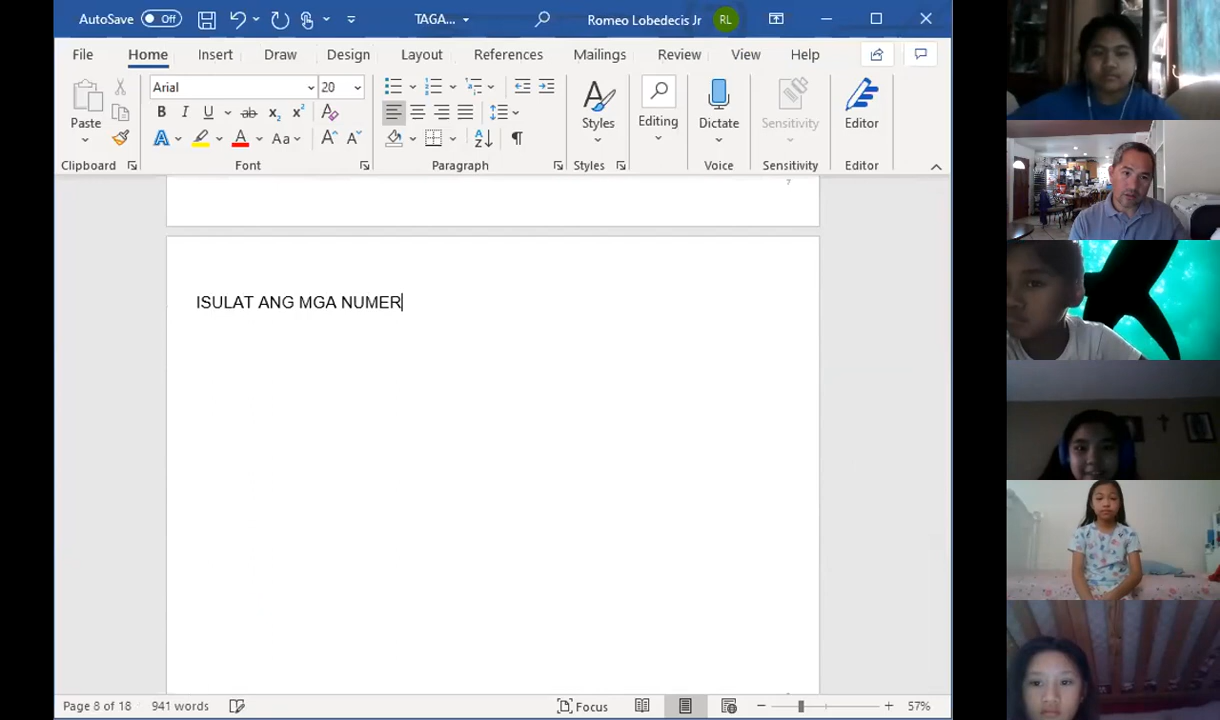 AutoSave Off TAGA... Romeo Lobedecis Jr RL
File Home Insert Draw Design Layout References Mailings Review View Help
Arial 20
Paste Styles Editing Dictate Sensitivity Editor
Clipboard Font Paragraph Styles Voice Sensitivity Editor
7
ISULAT ANG MGA NUMER
Page 8 of 18 941 words Focus 57%